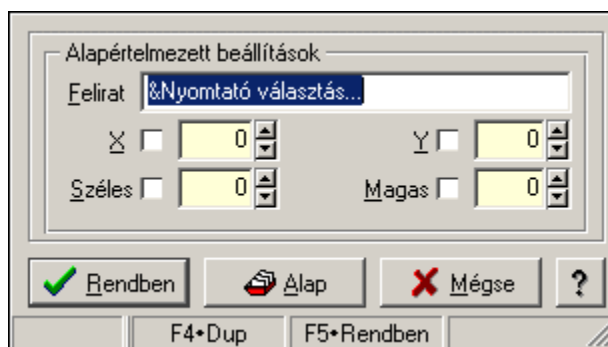 Alapértelmezett beállítások
Felirat &Nyomtató választás...
X 0 Y 0
Széles 0 Magas 0
Rendben Alap Mégse ?
F4•Dup F5•Rendben